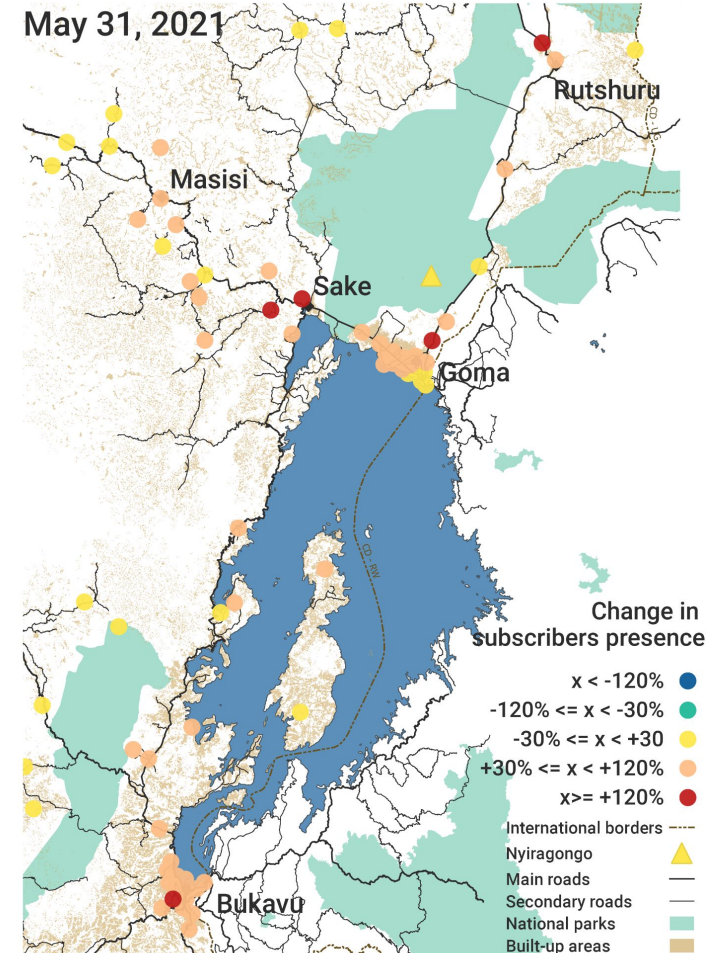 May 31, 2021
Rutshuru
Masisi
Sake
Goma
CD - RW
Bukavu
Change in
subscribers presence
x < -120%
-120% <= x < -30%
-30% <= x < +30
+30% <= x < +120%
x>= +120%
International borders
Nyiragongo
Main roads
Secondary roads
National parks
Built-up areas